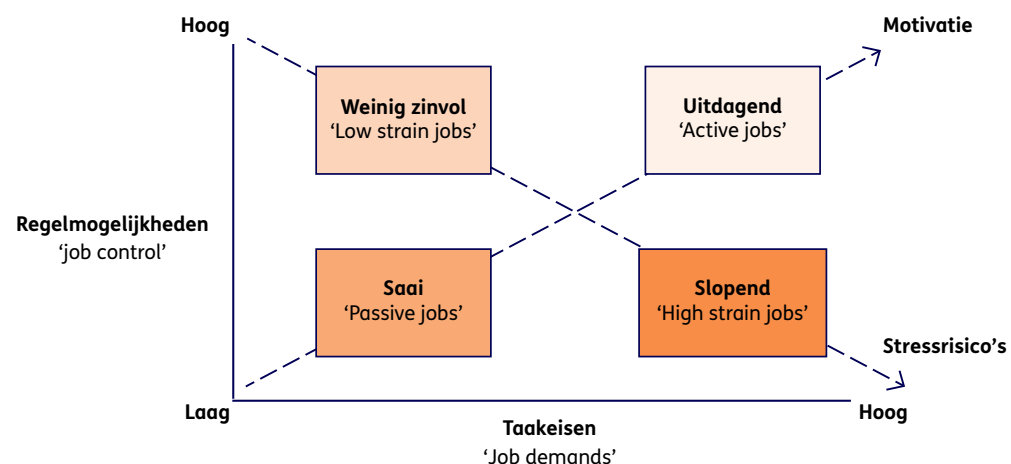 Hoog
Motivatie
Weinig zinvol
‘Low strain jobs’
Uitdagend
‘Active jobs’
Regelmogelijkheden
‘job control’
Saai
‘Passive jobs’
Slopend
‘High strain jobs’
Stressrisico’s
Laag
Hoog
Taakeisen
‘Job demands’